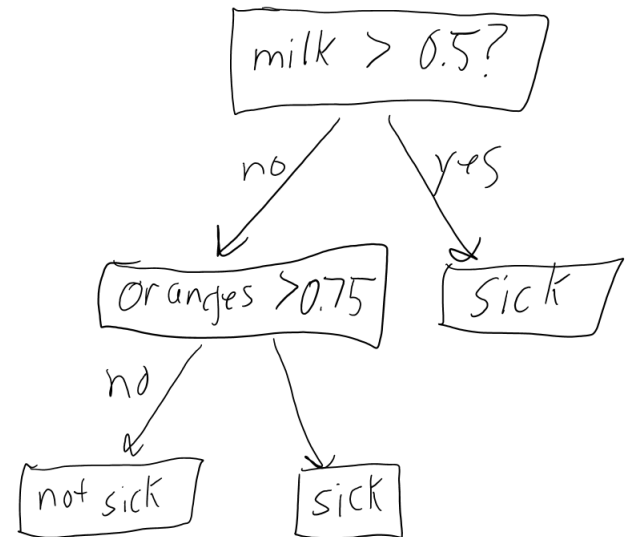 milk > 0.5?
no
yes
oranges >0.75
sick
no
not sick
sick